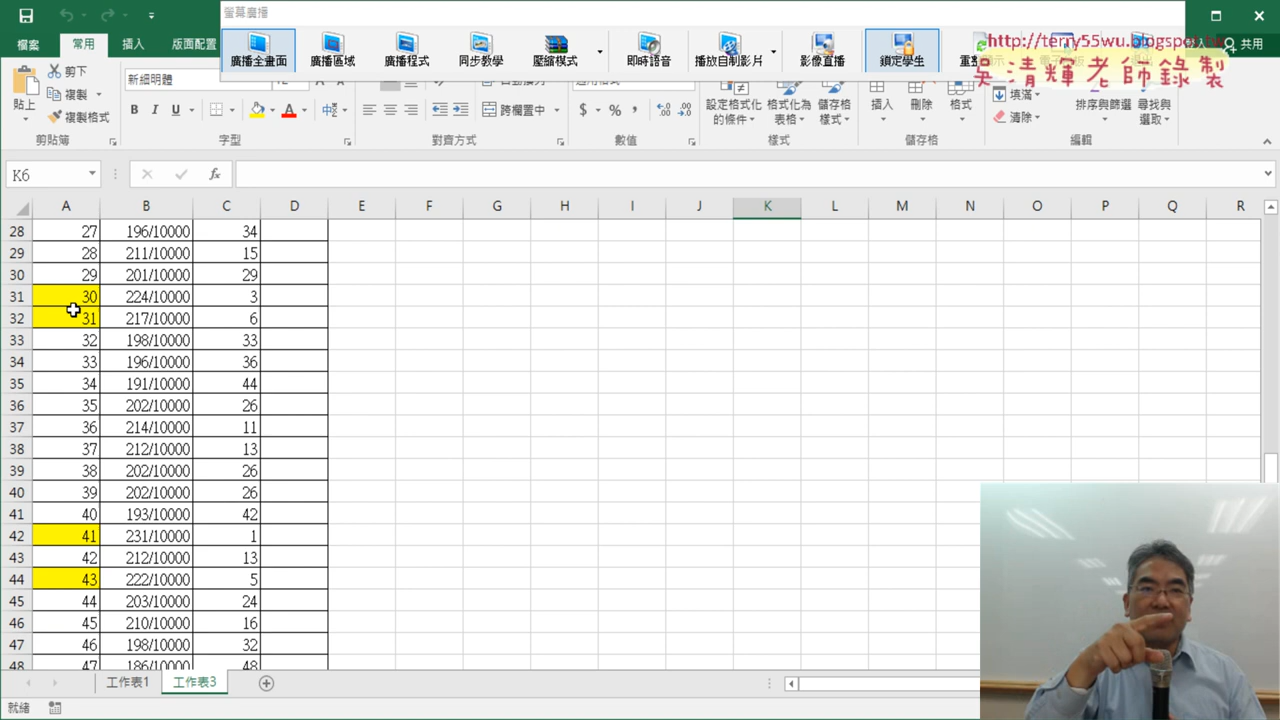 螢幕廣播
檔案 常用 插入 版面配置 廣播全畫面 廣播區域 廣播程式 同步教學 壓縮模式 即時語音 播放自製影片 影像直播 鎖定學生 共用
http://terry55wu.blogspot.tw
吳清輝老師錄製
貼上 剪下 複製 複製格式 新細明體
B I U A 中 跨欄置中 $ % , 設定格式化的條件 格式化為表格 儲存格樣式 插入 刪除 格式 填滿 清除 排序與篩選 尋找與選取
剪貼簿 字型 對齊方式 數值 樣式 儲存格 編輯
K6 fx
A B C D E F G H I J K L M N O P Q R
28 27 196/10000 34
29 28 211/10000 15
30 29 201/10000 29
31 30 224/10000 3
32 31 217/10000 6
33 32 198/10000 33
34 33 196/10000 36
35 34 191/10000 44
36 35 202/10000 26
37 36 214/10000 11
38 37 212/10000 13
39 38 202/10000 26
40 39 202/10000 26
41 40 193/10000 42
42 41 231/10000 1
43 42 212/10000 13
44 43 222/10000 5
45 44 203/10000 24
46 45 210/10000 16
47 46 198/10000 32
48 47 186/10000 48
工作表1 工作表3
就緒